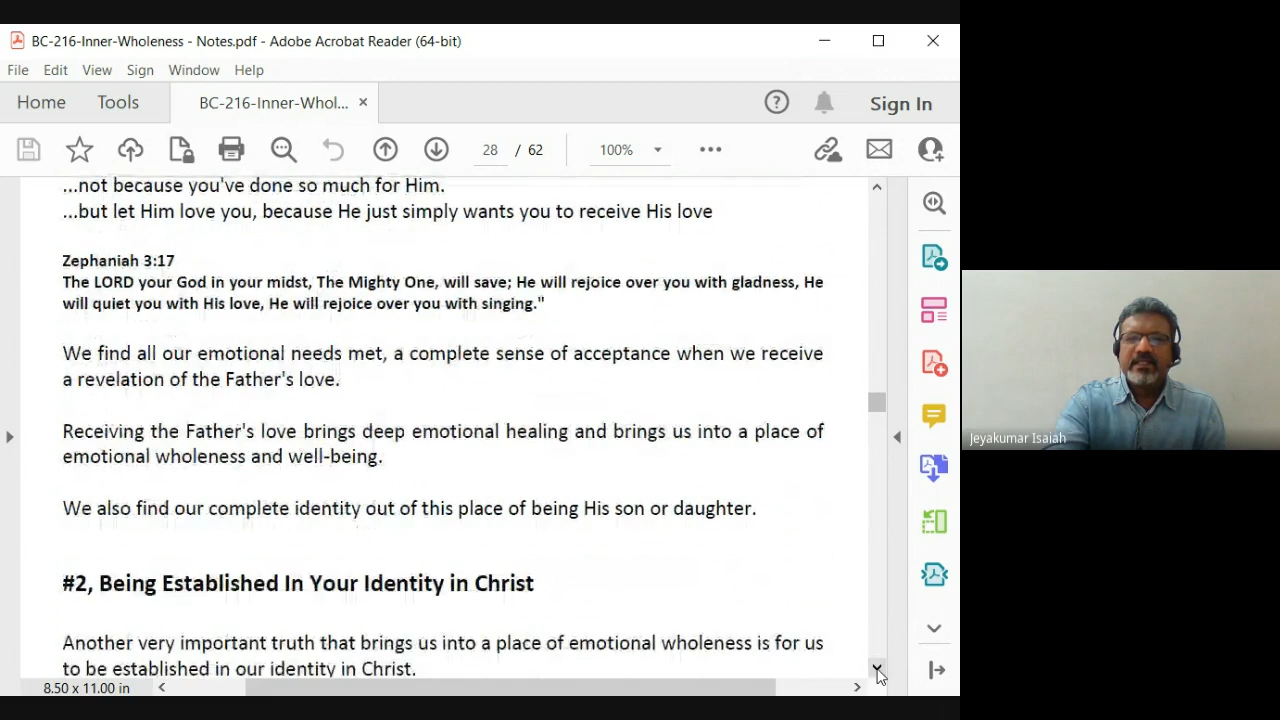 BC-216-Inner-Wholeness - Notes.pdf - Adobe Acrobat Reader (64-bit)
File Edit View Sign Window Help
Home Tools BC-216-Inner-Whol... × Sign In
28 / 62 100%
...not because you've done so much for Him.
...but let Him love you, because He just simply wants you to receive His love
Zephaniah 3:17
The LORD your God in your midst, The Mighty One, will save; He will rejoice over you with gladness, He
will quiet you with His love, He will rejoice over you with singing."
We find all our emotional needs met, a complete sense of acceptance when we receive
a revelation of the Father's love.
Receiving the Father's love brings deep emotional healing and brings us into a place of
emotional wholeness and well-being.
We also find our complete identity out of this place of being His son or daughter.
#2, Being Established In Your Identity in Christ
Another very important truth that brings us into a place of emotional wholeness is for us
to be established in our identity in Christ.
8.50 x 11.00 in
Jeyakumar Isaiah